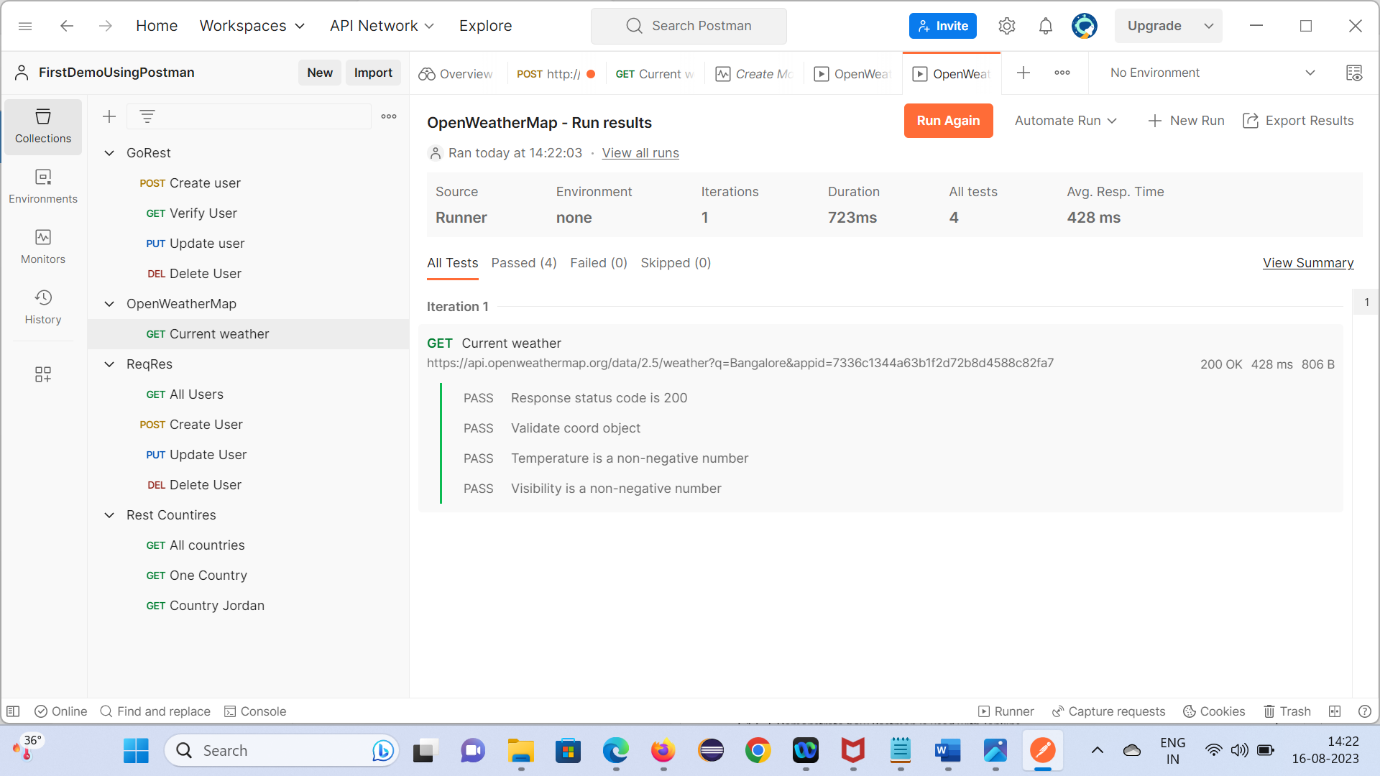 Home Workspaces API Network Explore Search Postman Invite Upgrade
FirstDemoUsingPostman New Import Overview POST http:/ GET Current w Create Mo OpenWeat OpenWeat No Environment
Collections
Environments
Monitors
History
GoRest
POST Create user
GET Verify User
PUT Update user
DEL Delete User
OpenWeatherMap
GET Current weather
ReqRes
GET All Users
POST Create User
PUT Update User
DEL Delete User
Rest Countires
GET All countries
GET One Country
GET Country Jordan
OpenWeatherMap - Run results Run Again Automate Run New Run Export Results
Ran today at 14:22:03 · View all runs
Source Environment Iterations Duration All tests Avg. Resp. Time
Runner none 1 723ms 4 428 ms
All Tests Passed (4) Failed (0) Skipped (0) View Summary
Iteration 1 1
GET Current weather
https://api.openweathermap.org/data/2.5/weather?q=Bangalore&appid=7336c1344a63b1f2d72b8d4588c82fa7 200 OK 428 ms 806 B
PASS Response status code is 200
PASS Validate coord object
PASS Temperature is a non-negative number
PASS Visibility is a non-negative number
Online Find and replace Console Runner Capture requests Cookies Trash
36° Search ENG IN 14:22
16-08-2023